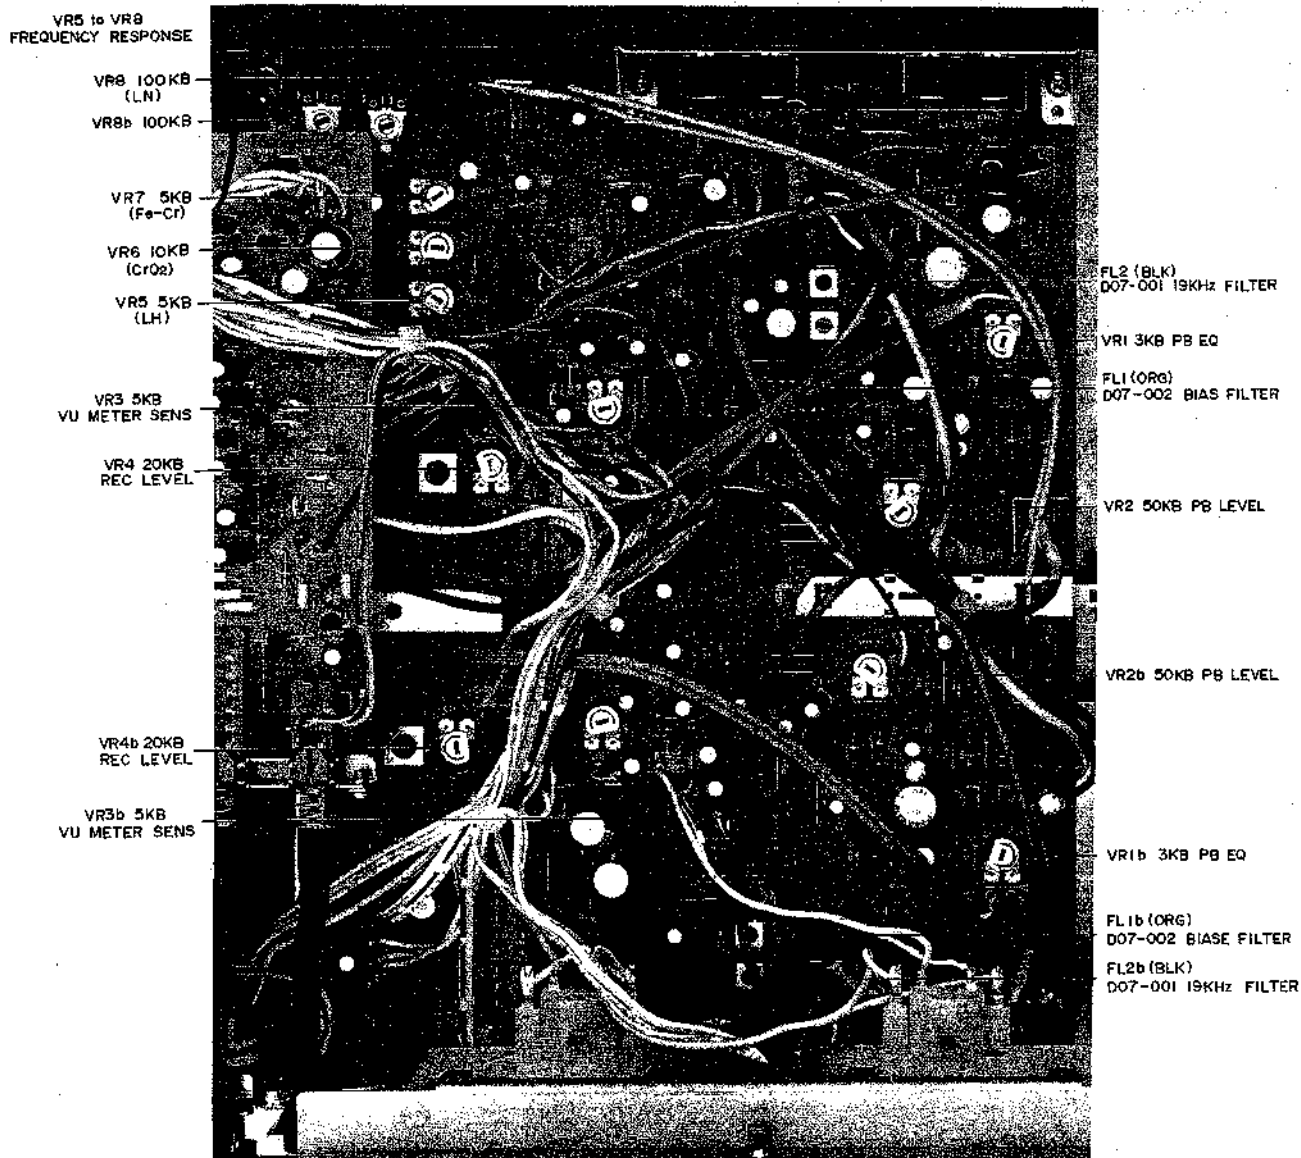 VR5 to VR8
FREQUENCY RESPONSE
VR8 100KB
(LN)
VR8b 100KB
VR7 5KB
(Fe-Cr)
VR6 10KB
(CrO2)
VR5 5KB
(LH)
VR3 5KB
VU METER SENS
VR4 20KB
REC LEVEL
VR4b 20KB
REC LEVEL
VR3b 5KB
VU METER SENS
FL2 (BLK)
D07-001 19KHz FILTER
VR1 3KB PB EQ
FL1 (ORG)
D07-002 BIAS FILTER
VR2 50KB PB LEVEL
VR2b 50KB PB LEVEL
VR1b 3KB PB EQ
FL1b (ORG)
D07-002 BIASE FILTER
FL2b (BLK)
D07-001 19KHz FILTER